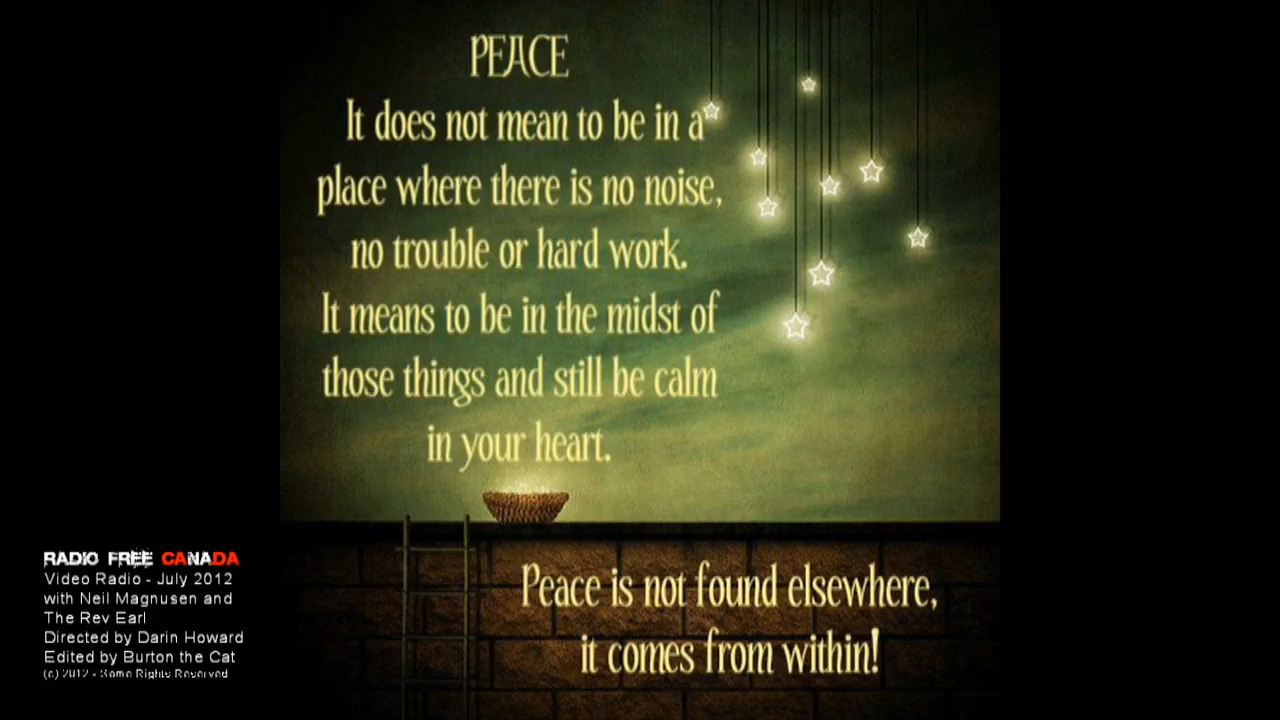 PEACE
It does not mean to be in a
place where there is no noise,
no trouble or hard work.
It means to be in the midst of
those things and still be calm
in your heart.
Peace is not found elsewhere,
it comes from within!
RADIO FREE CANADA
Video Radio - July 2012
with Neil Magnusen and
The Rev Earl
Directed by Darin Howard
Edited by Burton the Cat
(c) 2012 - Some Rights Reserved